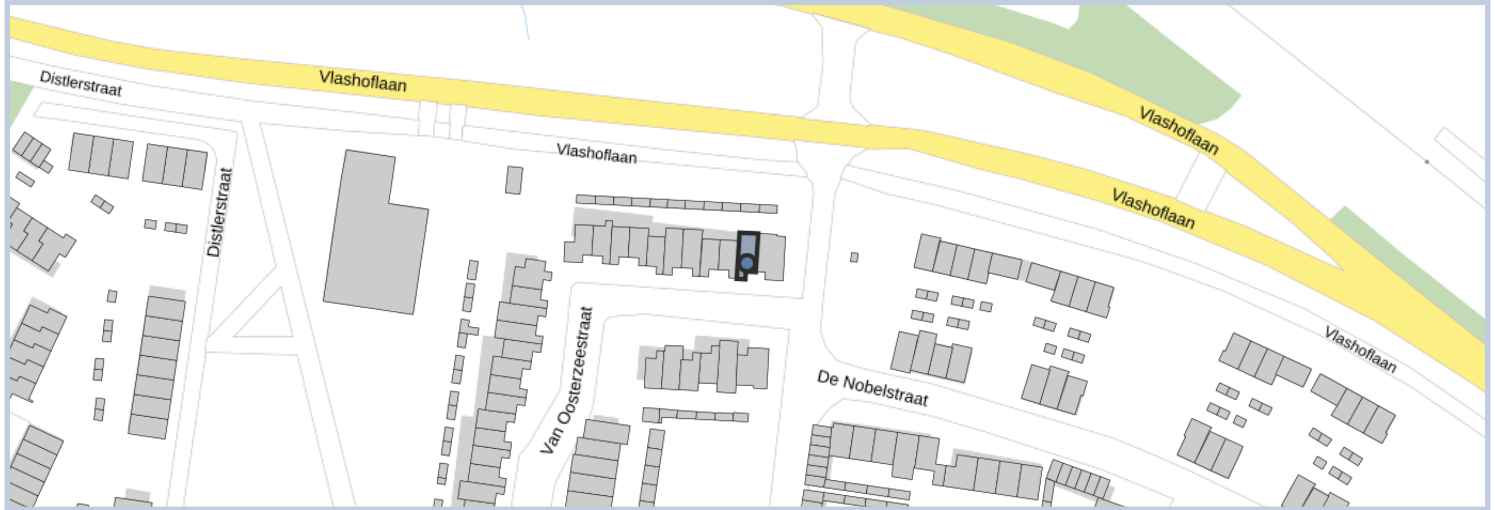 Distlerstraat
Vlashoflaan
Vlashoflaan
Vlashoflaan
Vlashoflaan
Distlerstraat
Vlashoflaan
Van Oosterzeestraat
De Nobelstraat